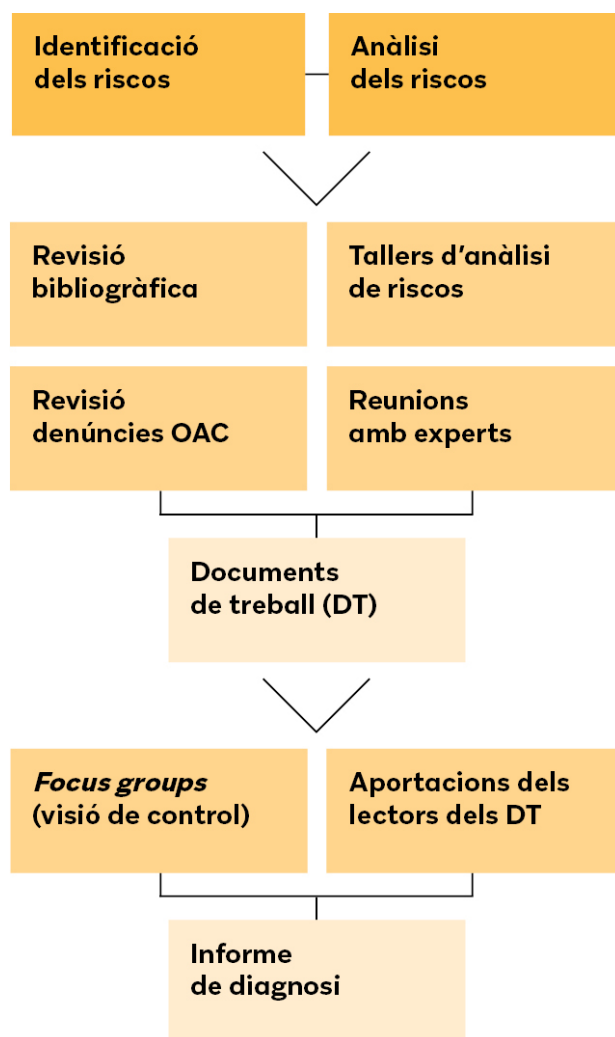 Identificació
dels riscos
Anàlisi
dels riscos
Revisió
bibliogràfica
Tallers d'anàlisi
de riscos
Revisió
denúncies OAC
Reunions
amb experts
Documents
de treball (DT)
Focus groups
(visió de control)
Aportacions dels
lectors dels DT
Informe
de diagnosi